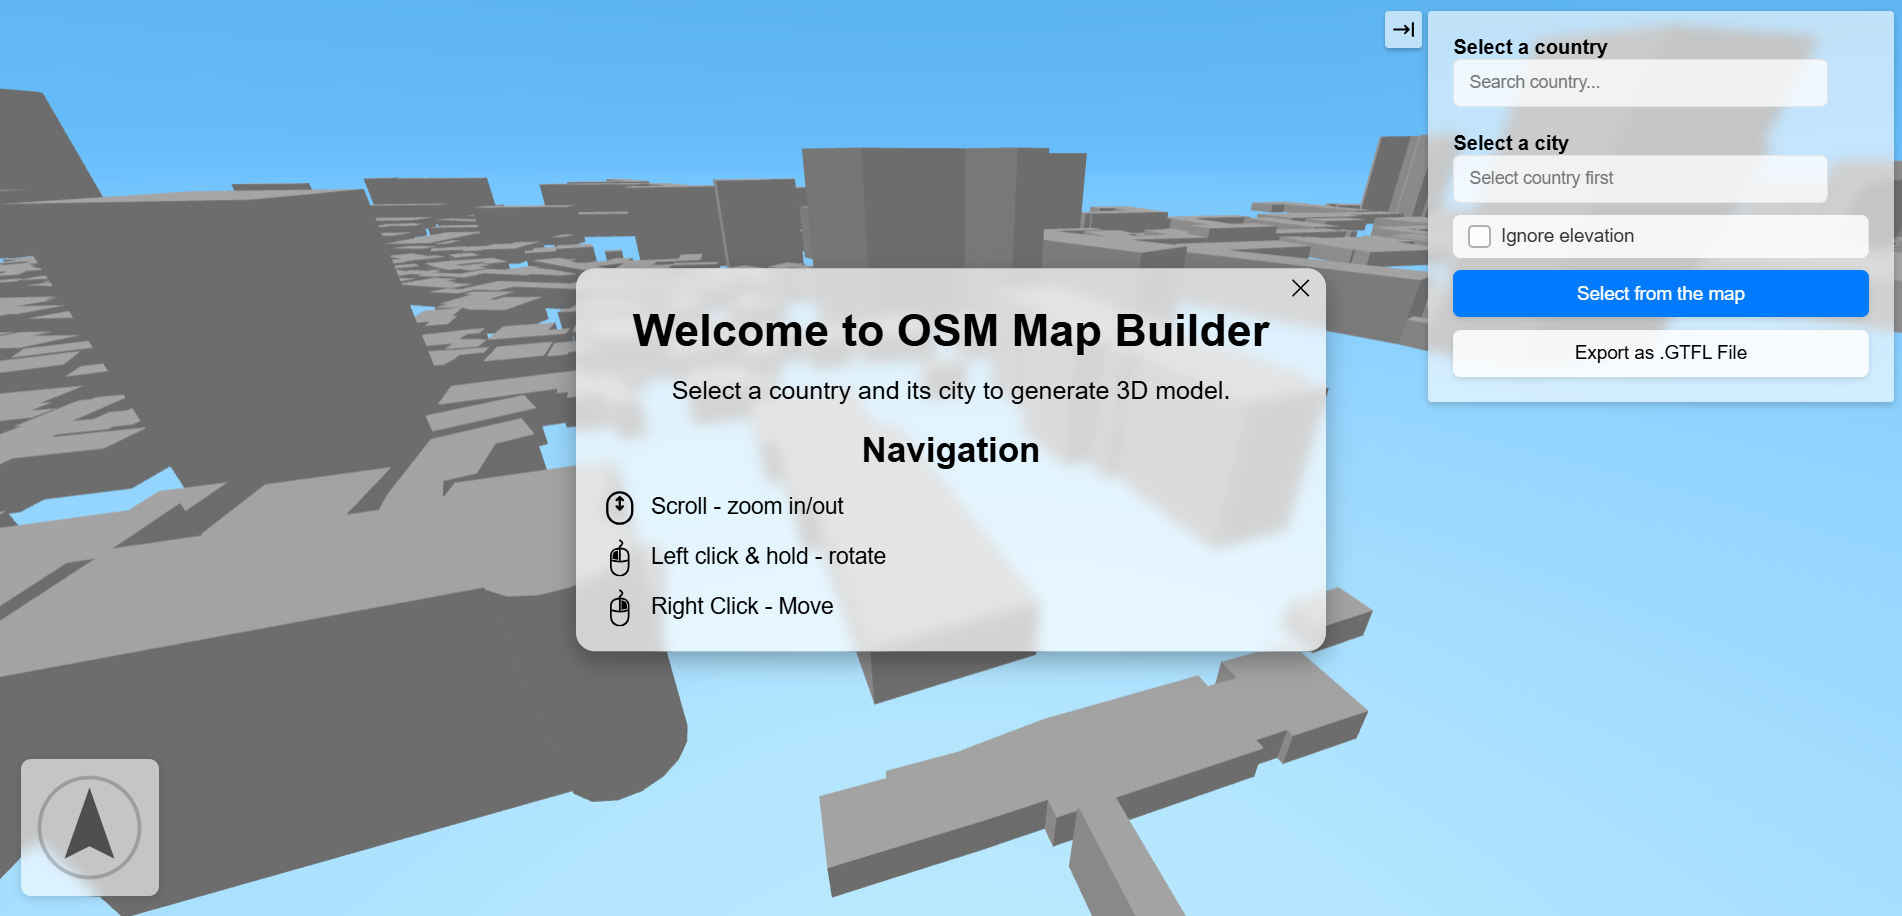 Select a country
Search country...
Select a city
Select country first
Ignore elevation
Select from the map
Export as .GTFL File
Welcome to OSM Map Builder
Select a country and its city to generate 3D model.
Navigation
Scroll - zoom in/out
Left click & hold - rotate
Right Click - Move